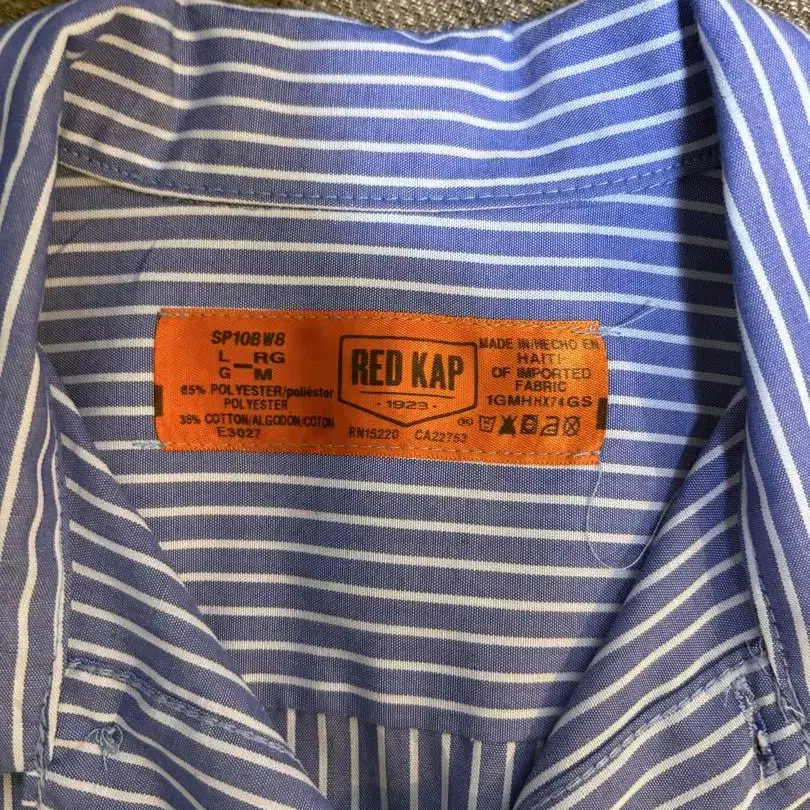 SP10BW8
L - RG
G - M
65% POLYESTER/poliéster
POLYESTER
35% COTTON/ALGODON/COTON
E3027
RED KAP
-1923-
RN15220 CA22753
MADE IN/HECHO EN
HAITI
OF IMPORTED
FABRIC